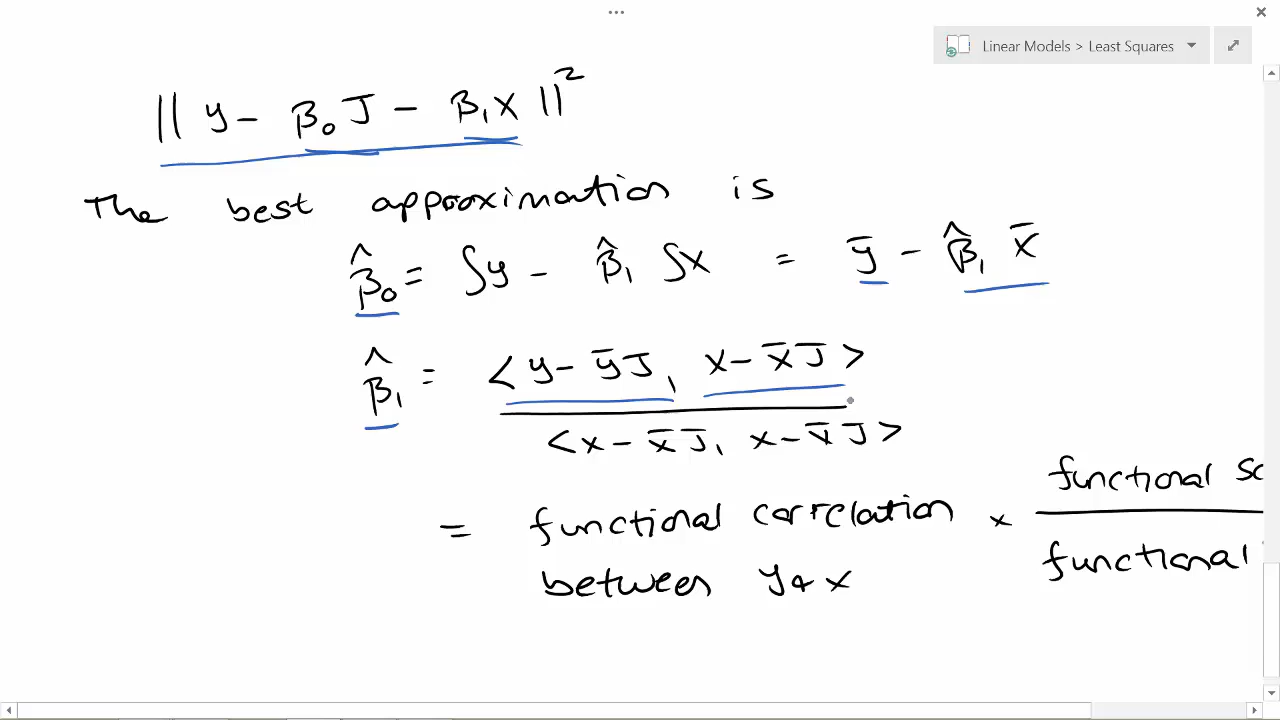 Linear Models > Least Squares
|| y - β₀J - β₁x ||²
The best approximation is
β̂₀ = ∫y - β̂₁ ∫x = ȳ - β̂₁ x̄
β̂₁ = <y - ȳJ, x - x̄J>
<x - x̄J, x - x̄J>
functional
= functional correlation ×
functional
between y & x